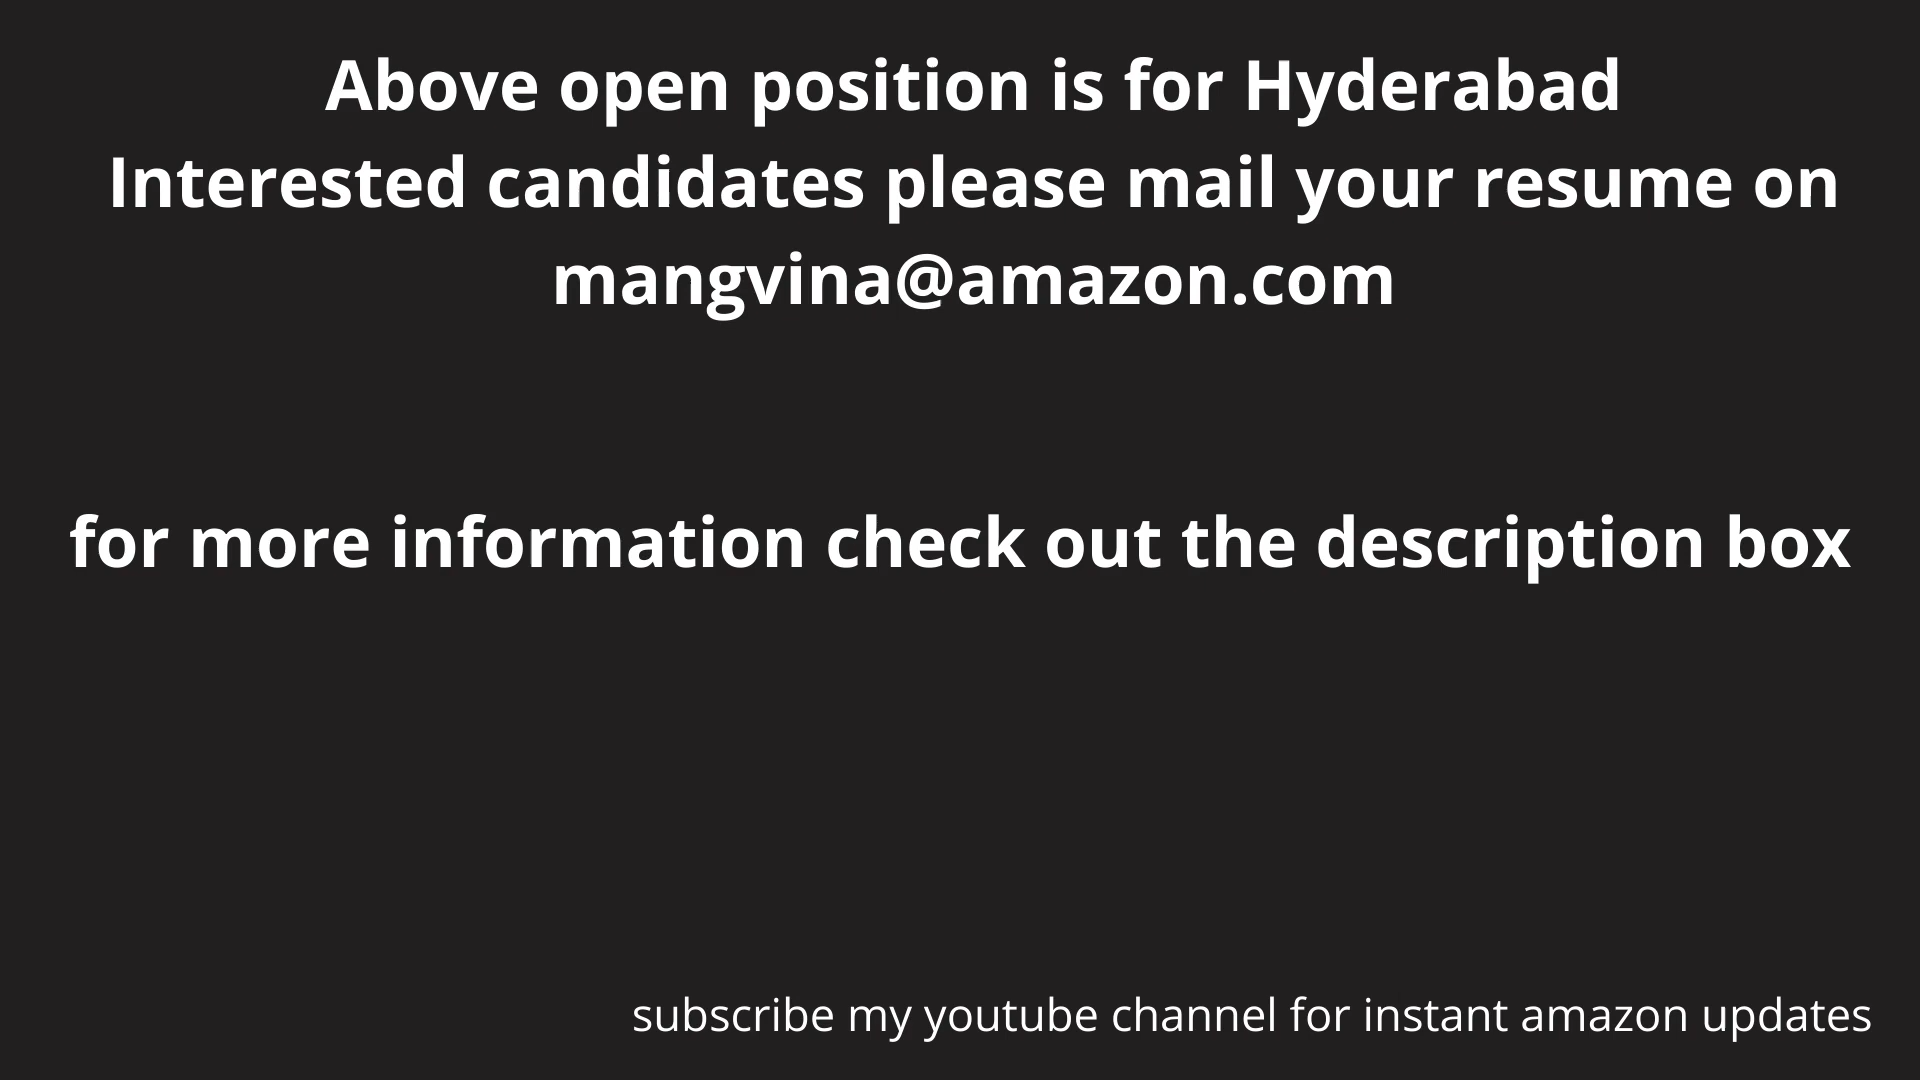 Above open position is for Hyderabad
Interested candidates please mail your resume on
mangvina@amazon.com
for more information check out the description box
subscribe my youtube channel for instant amazon updates